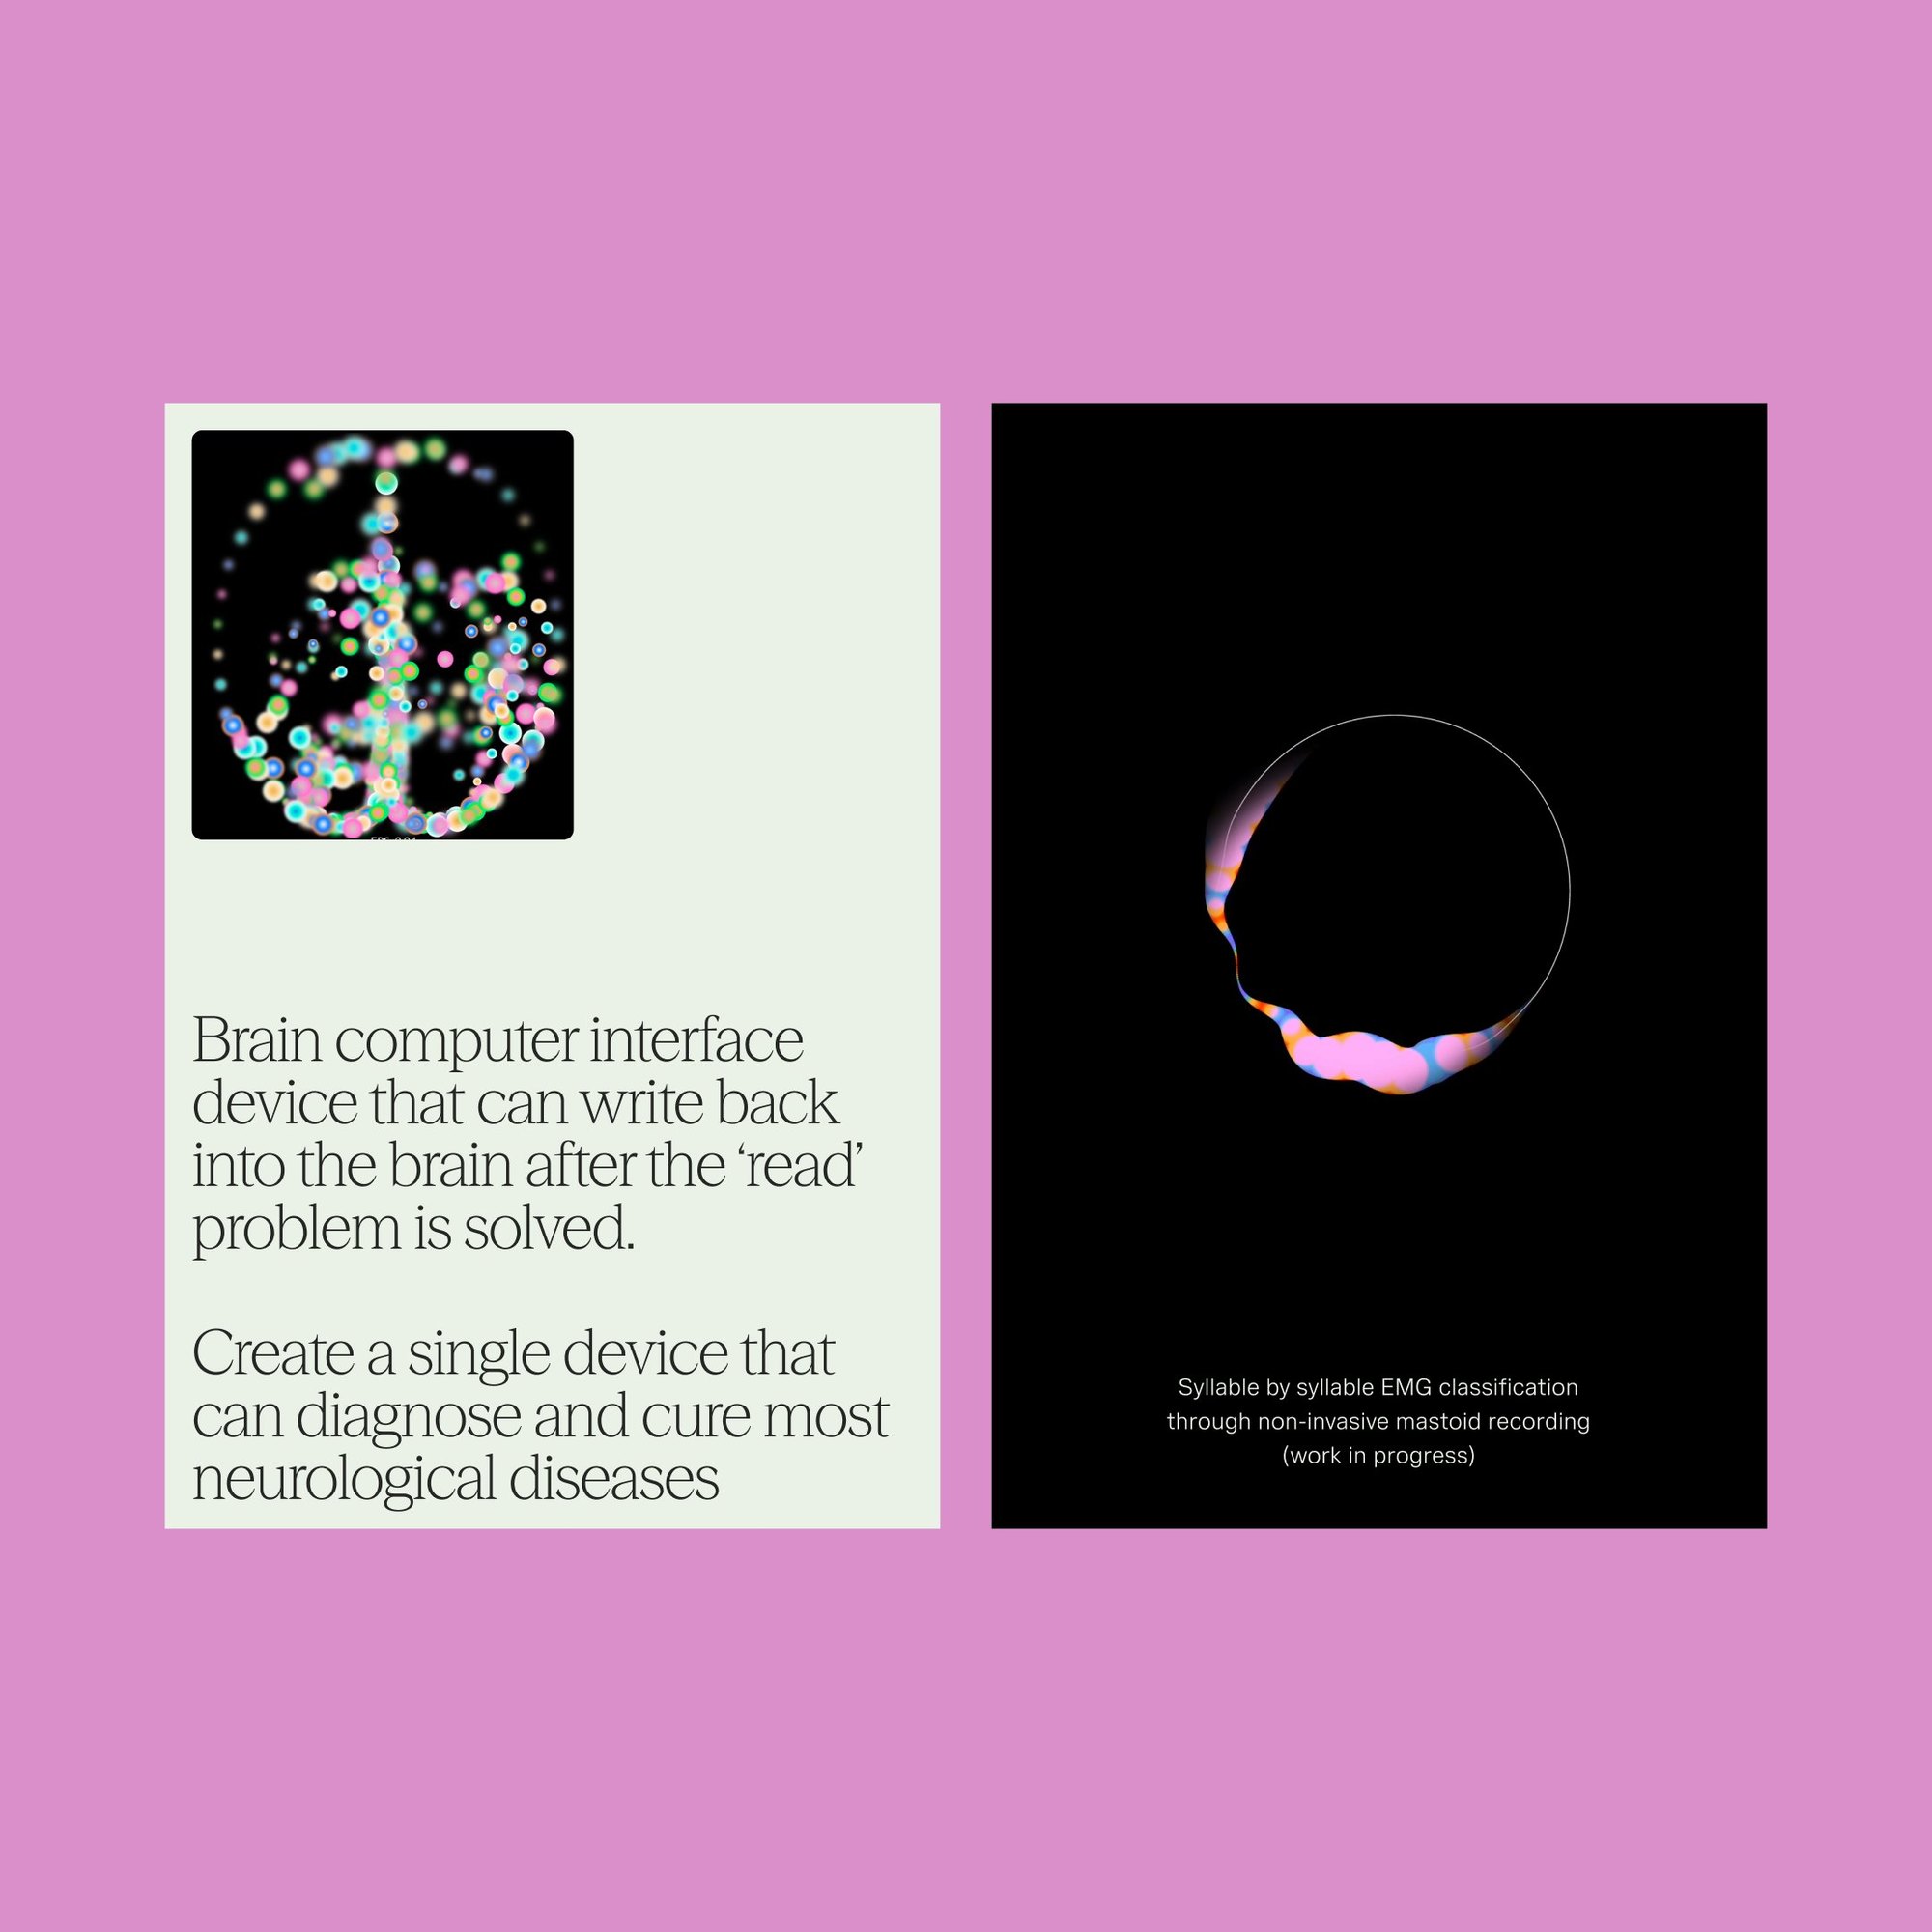 Brain computer interface
device that can write back
into the brain after the ‘read’
problem is solved.
Create a single device that
can diagnose and cure most
neurological diseases
Syllable by syllable EMG classification
through non-invasive mastoid recording
(work in progress)